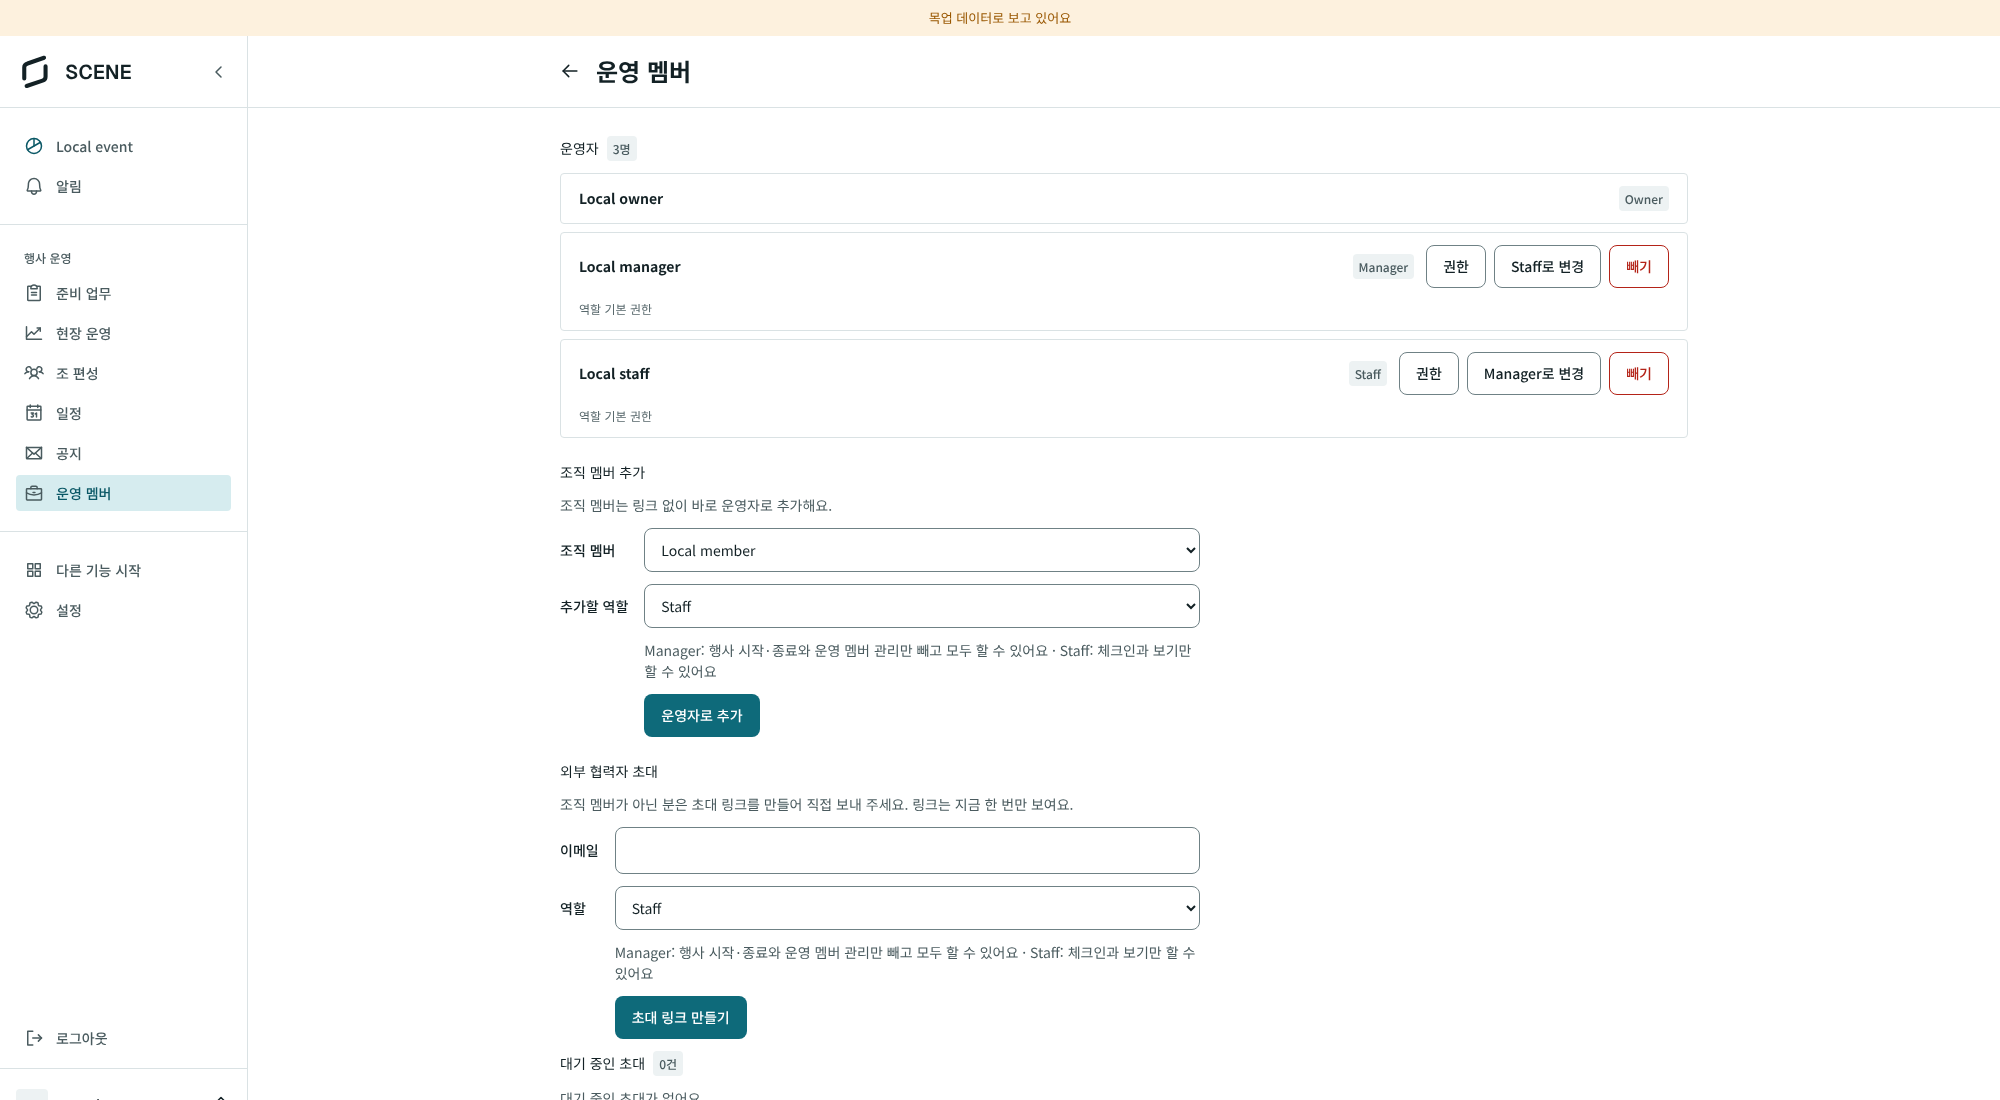 목업 데이터로 보고 있어요
SCENE
운영 멤버
Local event
알림
행사 운영
준비 업무
현장 운영
조 편성
일정
공지
운영 멤버
다른 기능 시작
설정
로그아웃
운영자 3명
Local owner Owner
Local manager Manager 권한 Staff로 변경 빼기
역할 기본 권한
Local staff Staff 권한 Manager로 변경 빼기
역할 기본 권한
조직 멤버 추가
조직 멤버는 링크 없이 바로 운영자로 추가해요.
조직 멤버 Local member
추가할 역할 Staff
Manager: 행사 시작·종료와 운영 멤버 관리만 빼고 모두 할 수 있어요 · Staff: 체크인과 보기만
할 수 있어요
운영자로 추가
외부 협력자 초대
조직 멤버가 아닌 분은 초대 링크를 만들어 직접 보내 주세요. 링크는 지금 한 번만 보여요.
이메일
역할 Staff
Manager: 행사 시작·종료와 운영 멤버 관리만 빼고 모두 할 수 있어요 · Staff: 체크인과 보기만 할 수
있어요
초대 링크 만들기
대기 중인 초대 0건
대기 중인 초대가 없어요